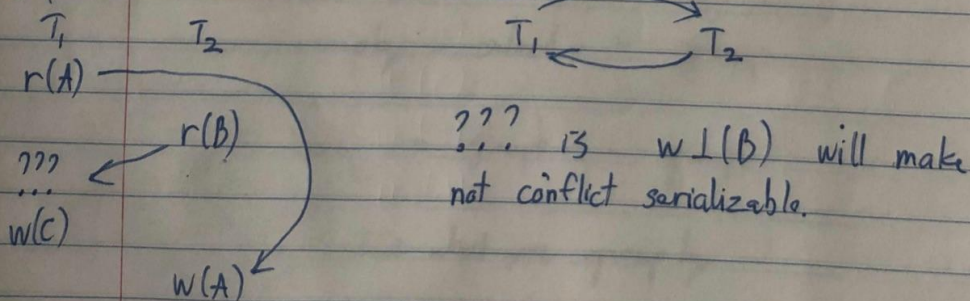 T₁ T₂
r(A)
r(B)
???
w(C)
w(A)
T₁ T₂
??? is w1(B) will make
not conflict serializable.